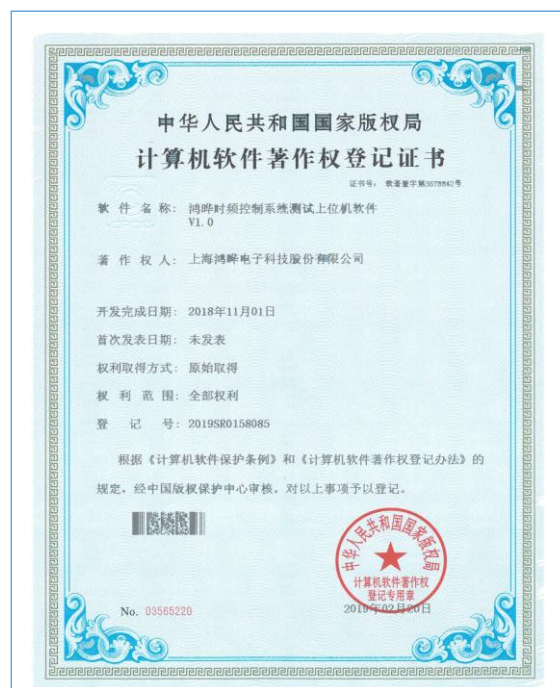 中华人民共和国国家版权局
计算机软件著作权登记证书
证书号： 软著登字第3578842号
软件名称： 鸿晔时频控制系统测试上位机软件
V1.0
著作权人： 上海鸿晔电子科技股份有限公司
开发完成日期： 2018年11月01日
首次发表日期： 未发表
权利取得方式： 原始取得
权利范围： 全部权利
登记号： 2019SR0158085
根据《计算机软件保护条例》和《计算机软件著作权登记办法》的
规定，经中国版权保护中心审核，对以上事项予以登记。
中华人民共和国国家版权局
计算机软件著作权
登记专用章
No. 03565220
2019年02月20日